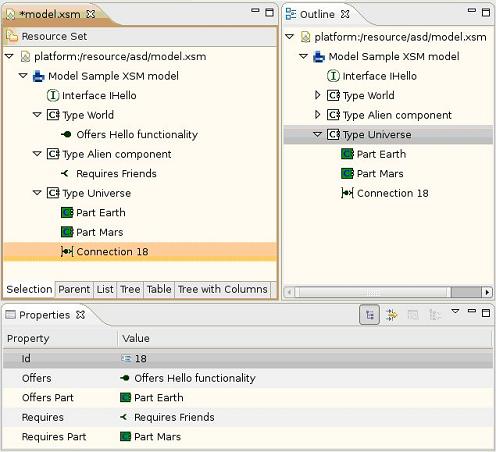 *model.xsm
Resource Set
platform:/resource/asd/model.xsm
Model Sample XSM model
Interface IHello
Type World
Offers Hello functionality
Type Alien component
Requires Friends
Type Universe
Part Earth
Part Mars
Connection 18
Selection Parent List Tree Table Tree with Columns
Outline
platform:/resource/asd/model.xsm
Model Sample XSM model
Interface IHello
Type World
Type Alien component
Type Universe
Part Earth
Part Mars
Connection 18
Properties
Property Value
Id 18
Offers Offers Hello functionality
Offers Part Part Earth
Requires Requires Friends
Requires Part Part Mars